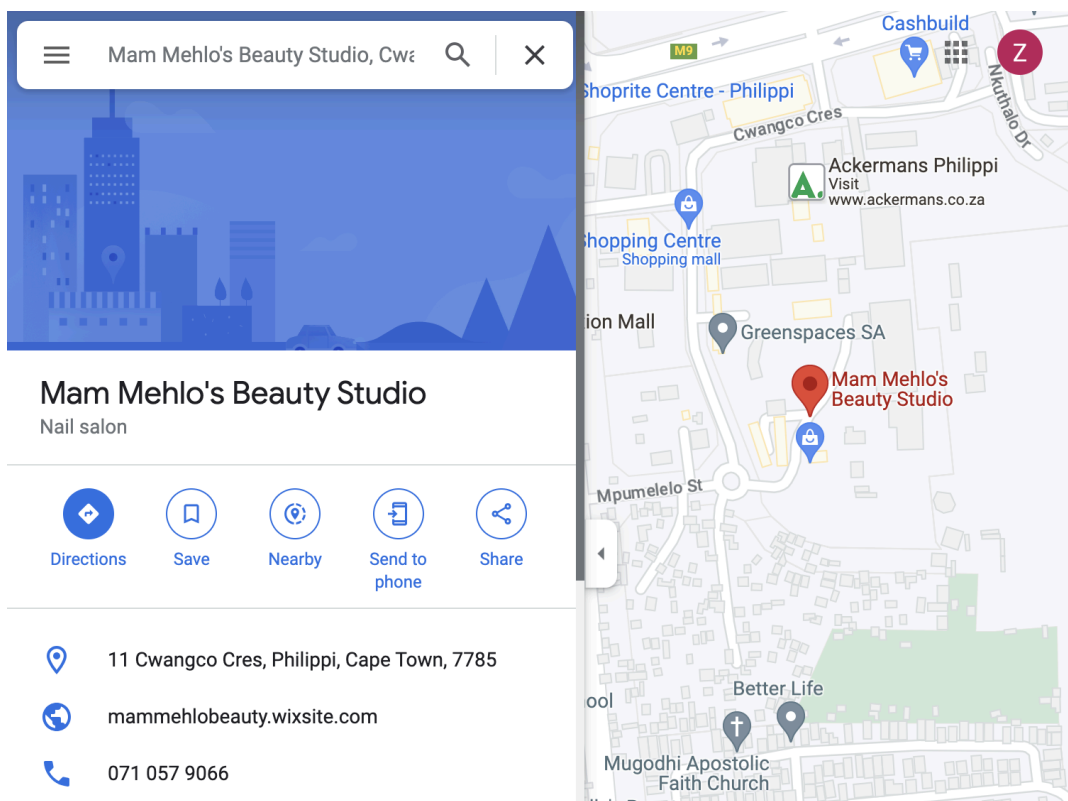 Mam Mehlo's Beauty Studio, Cwa
Mam Mehlo's Beauty Studio
Nail salon
Directions
Save
Nearby
Send to
phone
Share
11 Cwangco Cres, Philippi, Cape Town, 7785
mammehlobeauty.wixsite.com
071 057 9066
Cashbuild
M9
Z
Shoprite Centre - Philippi
Cwangco Cres
Nkuthalo Dr
Ackermans Philippi
Visit
www.ackermans.co.za
A.
Shopping Centre
Shopping mall
ion Mall
Greenspaces SA
Mam Mehlo's
Beauty Studio
Mpumelelo St
Better Life
ool
Mugodhi Apostolic
Faith Church